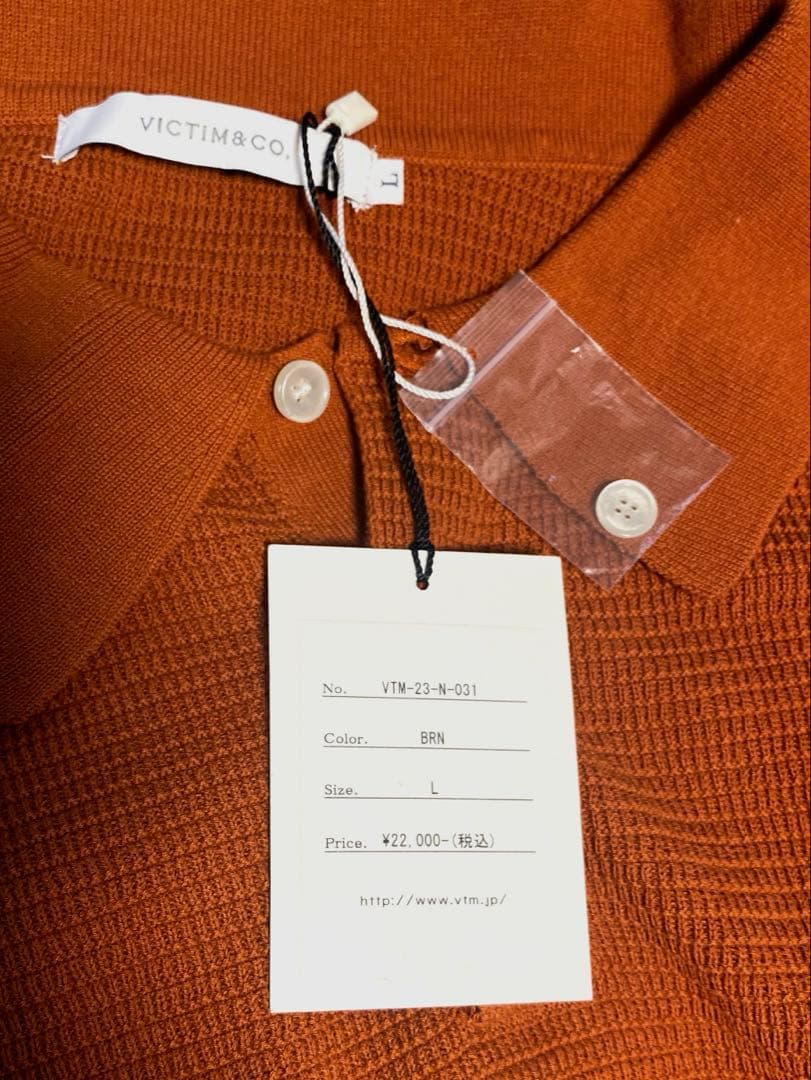 VICTIM&CO.
L
No. VTM-23-N-031
Color. BRN
Size. L
Price. ¥22,000-(税込)
http://www.vtm.jp/